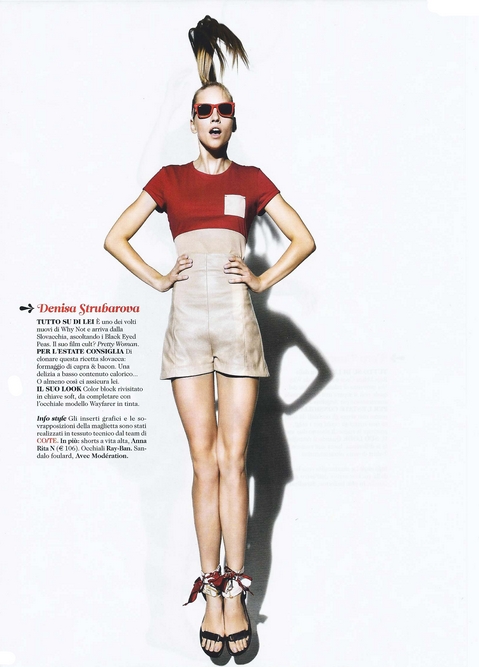 Denisa Strubarova
TUTTO SU DI LEI È uno dei volti
nuovi di Why Not e arriva dalla
Slovacchia, ascoltando i Black Eyed
Peas. Il suo film cult? Pretty Woman.
PER L'ESTATE CONSIGLIA Di
clonare questa ricetta slovacca:
formaggio di capra & bacon. Una
delizia a basso contenuto calorico...
O almeno così ci assicura lei.
IL SUO LOOK Color block rivisitato
in chiave soft, da completare con
l'occhiale modello Wayfarer in tinta.
Info style Gli inserti grafici e le so-
vrapposizioni della maglietta sono stati
realizzati in tessuto tecnico dal team di
CO/TE. In più: shorts a vita alta, Anna
Rita N (€ 106). Occhiali Ray-Ban. San-
dalo foulard, Avec Modération.